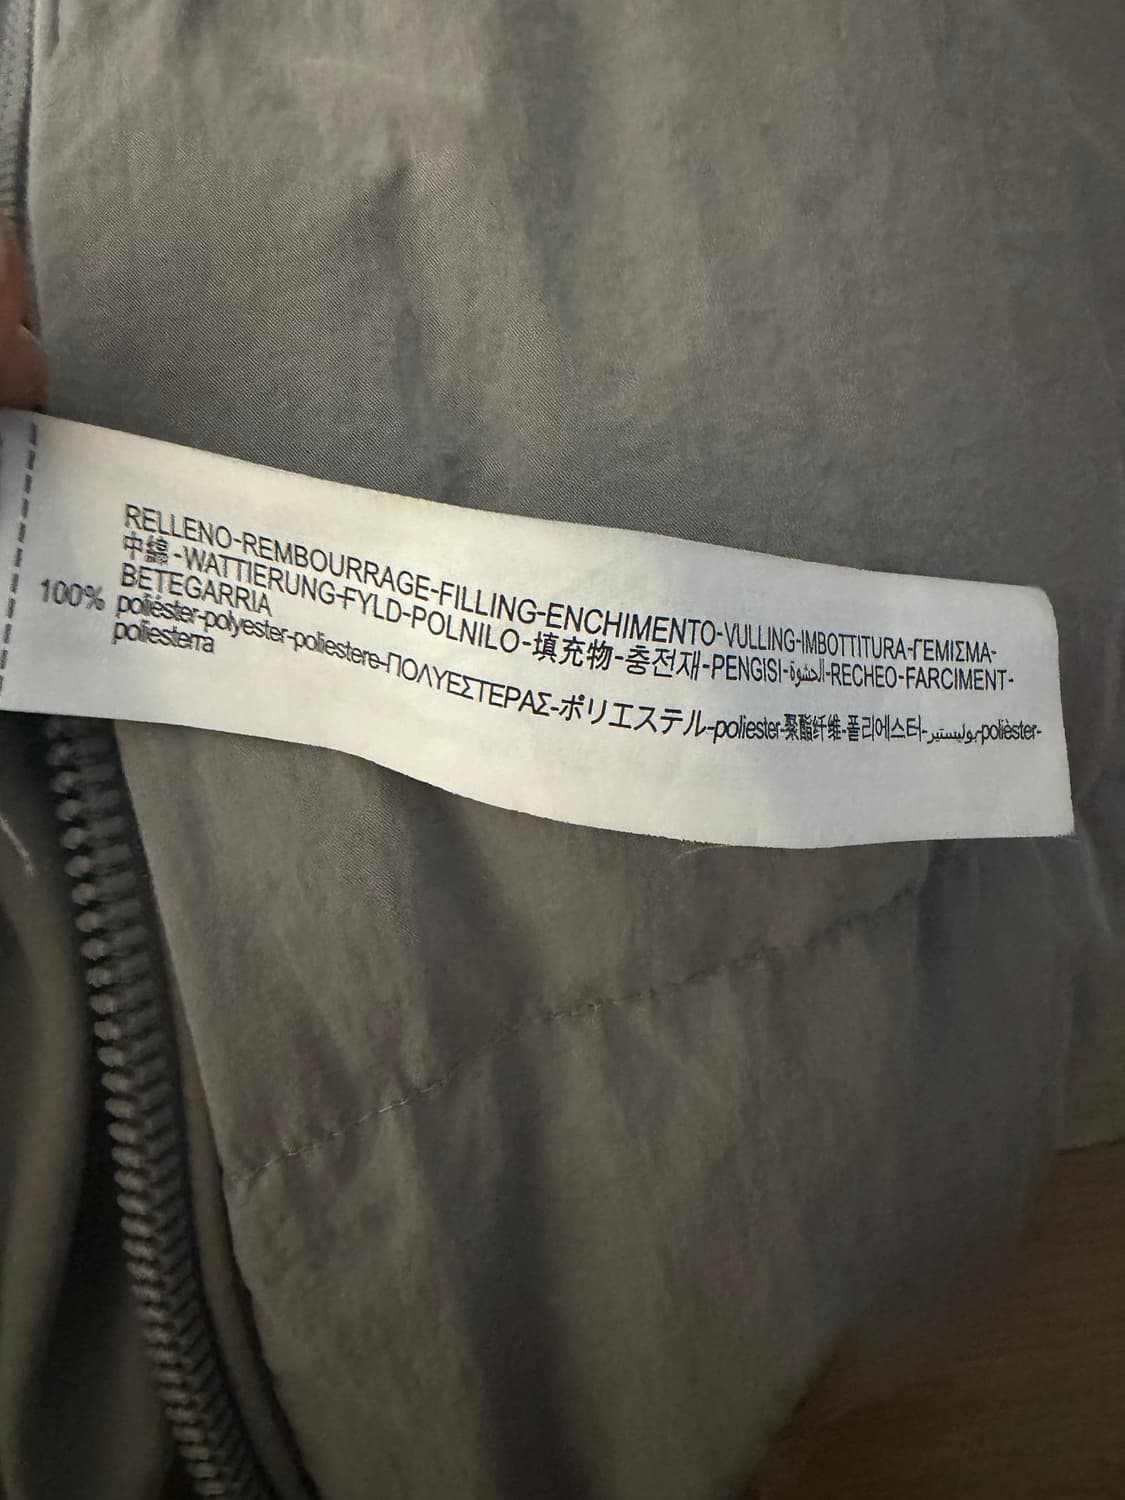 RELLENO-REMBOURRAGE-FILLING-ENCHIMENTO-VULLING-IMBOTTITURA-ΓΕΜΙΣΜΑ-
中綿-WATTIERUNG-FYLD-POLNILO-填充物-충전재-PENGISI-الحشوة-RECHEO-FARCIMENT-
BETEGARRIA
100% poliéster-polyester-poliestere-ΠΟΛΥΕΣΤΕΡΑΣ-ポリエステル-poliester-聚酯纤维-폴리에스터-بوليستير-polièster-
poliesterra